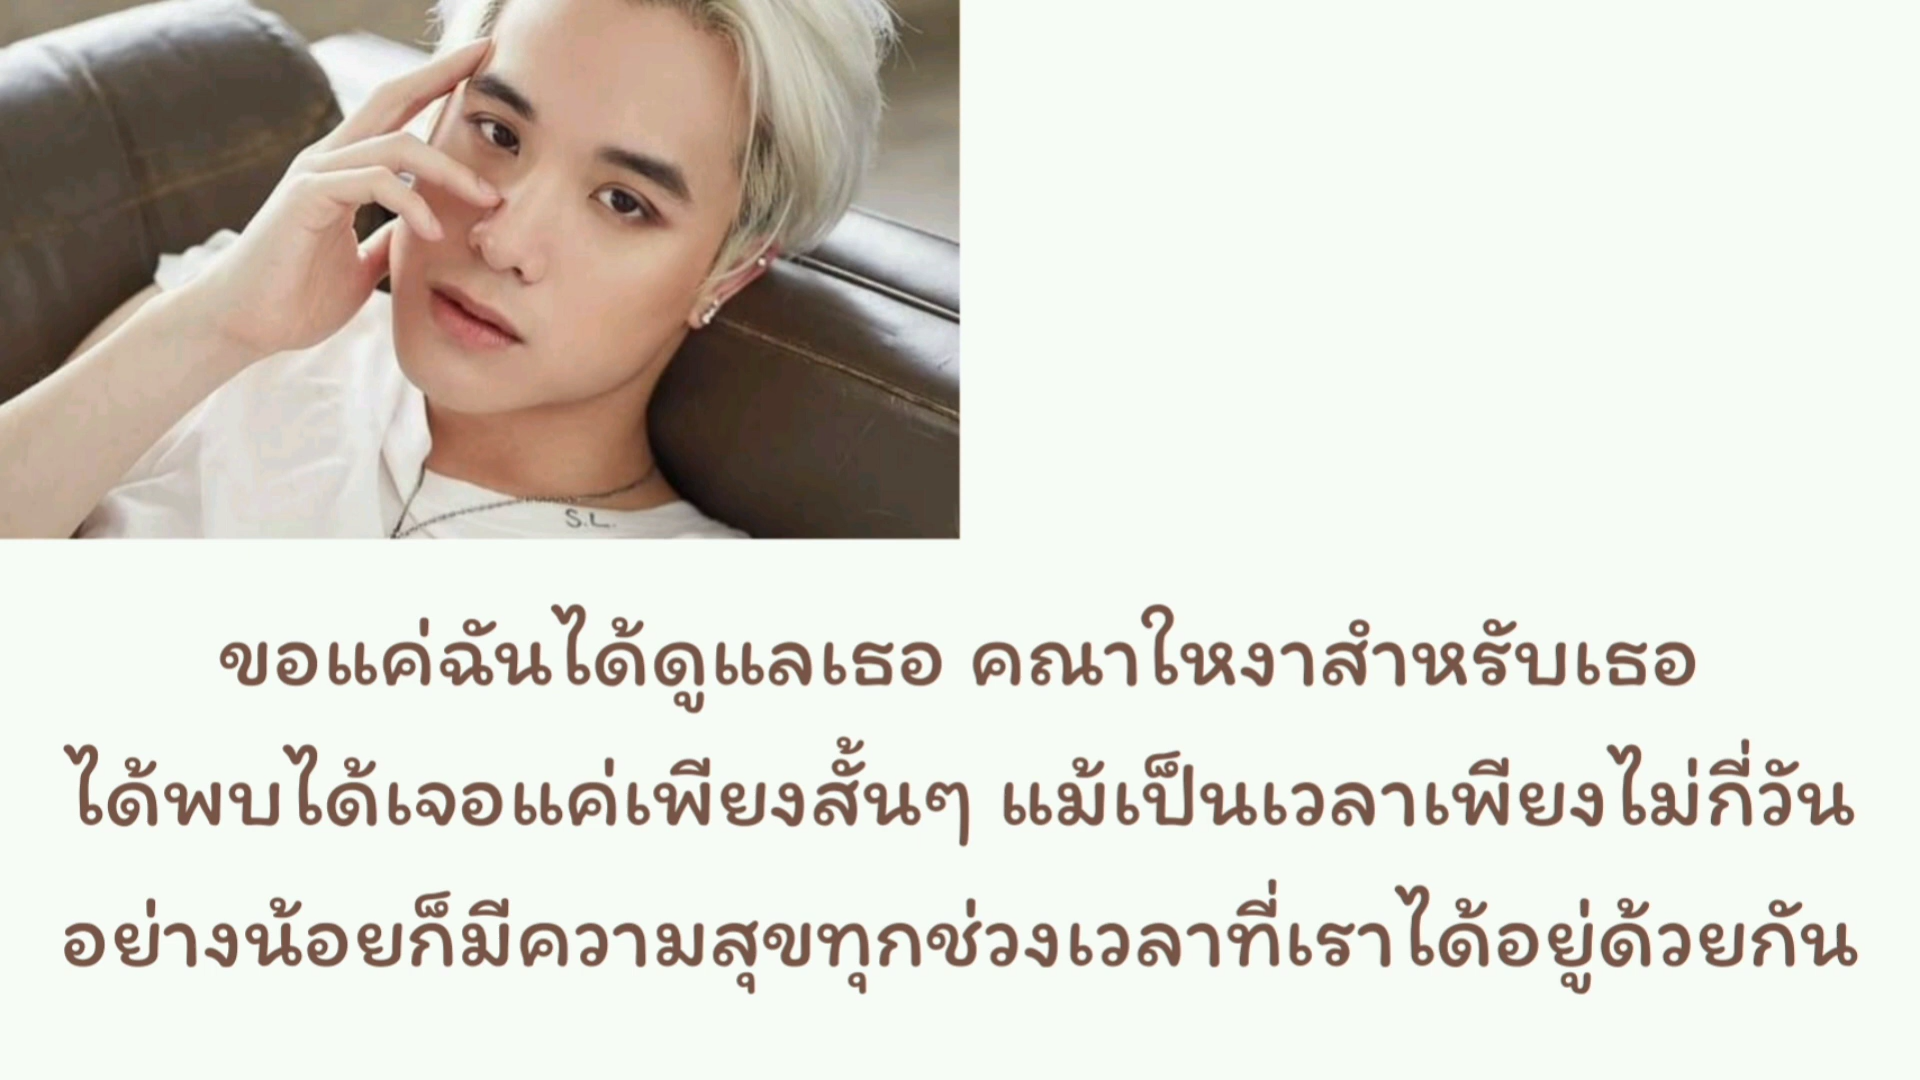 S.L.
ขอแค่ฉันได้ดูแลเธอ คณาใหงาสำหรับเธอ
ได้พบได้เจอแค่เพียงสั้นๆ แม้เป็นเวลาเพียงไม่กี่วัน
อย่างน้อยก็มีความสุขทุกช่วงเวลาที่เราได้อยู่ด้วยกัน